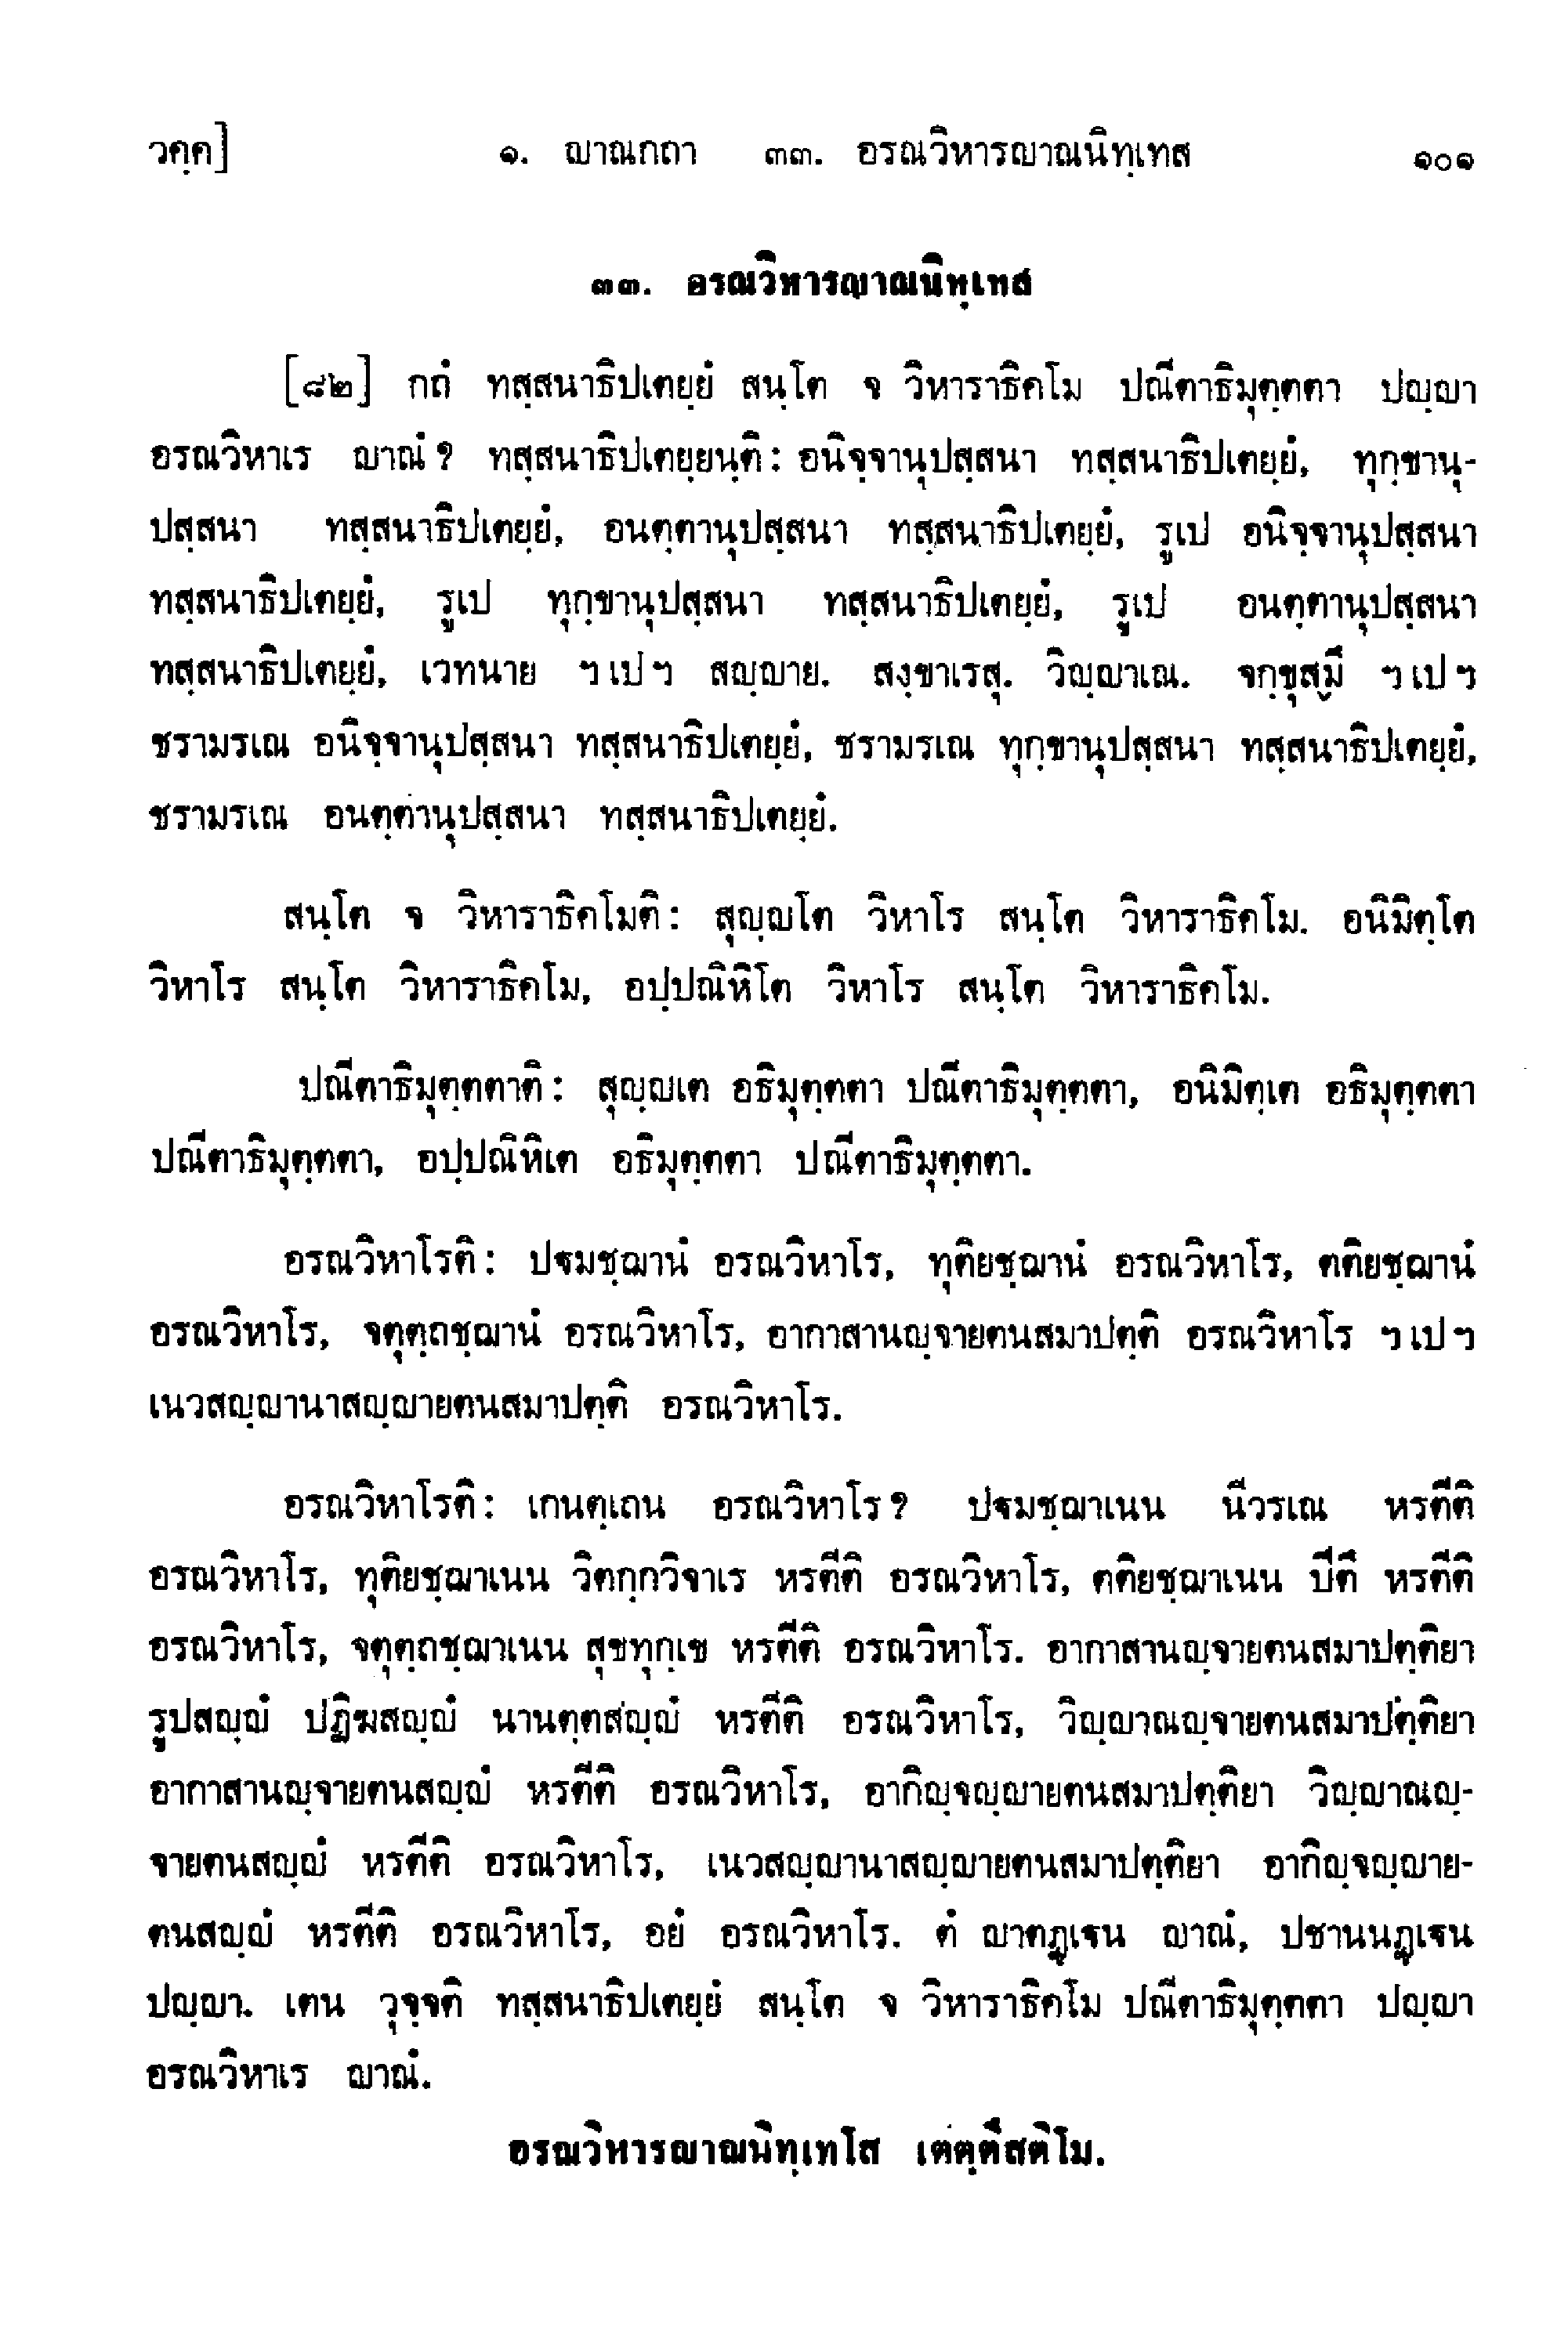 วคฺค]	๑. ญาณกถา ๓๓. อรณวิหารญาณนิทฺเทส	๑๐๑
๓๓. อรณวิหารญาณนิทฺเทส
[๘๒] กถํ ทสฺสนาธิปเตยฺยํ สนฺโต จ วิหาราธิคโม ปณีตาธิมุตฺตตา ปญฺญา
อรณวิหาเร ญาณํ ? ทสฺสนาธิปเตยฺยนฺติ : อนิจฺจานุปสฺสนา ทสฺสนาธิปเตยฺยํ, ทุกฺขานุ-
ปสฺสนา ทสฺสนาธิปเตยฺยํ, อนตฺตานุปสฺสนา ทสฺสนาธิปเตยฺยํ, รูเป อนิจฺจานุปสฺสนา
ทสฺสนาธิปเตยฺยํ, รูเป ทุกฺขานุปสฺสนา ทสฺสนาธิปเตยฺยํ, รูเป อนตฺตานุปสฺสนา
ทสฺสนาธิปเตยฺยํ, เวทนาย ฯ เป ฯ สญฺญาย. สงฺขาเรสุ. วิญฺญาเณ. จกฺขุสฺมึ ฯ เป ฯ
ชรามรเณ อนิจฺจานุปสฺสนา ทสฺสนาธิปเตยฺยํ, ชรามรเณ ทุกฺขานุปสฺสนา ทสฺสนาธิปเตยฺยํ,
ชรามรเณ อนตฺตานุปสฺสนา ทสฺสนาธิปเตยฺยํ.
สนฺโต จ วิหาราธิคโมติ : สุญฺญโต วิหาโร สนฺโต วิหาราธิคโม. อนิมิตฺโต
วิหาโร สนฺโต วิหาราธิคโม, อปฺปณิหิโต วิหาโร สนฺโต วิหาราธิคโม.
ปณีตาธิมุตฺตตาติ : สุญฺญเต อธิมุตฺตตา ปณีตาธิมุตฺตตา, อนิมิตฺเต อธิมุตฺตตา
ปณีตาธิมุตฺตตา, อปฺปณิหิเต อธิมุตฺตตา ปณีตาธิมุตฺตตา.
อรณวิหาโรติ : ปฐมชฺฌานํ อรณวิหาโร, ทุติยชฺฌานํ อรณวิหาโร, ตติยชฺฌานํ
อรณวิหาโร, จตุตฺถชฺฌานํ อรณวิหาโร, อากาสานญฺจายตนสมาปตฺติ อรณวิหาโร ฯ เป ฯ
เนวสญฺญานาสญฺญายตนสมาปตฺติ อรณวิหาโร.
อรณวิหาโรติ : เกนตฺเถน อรณวิหาโร ? ปฐมชฺฌาเนน นีวรเณ หรตีติ
อรณวิหาโร, ทุติยชฺฌาเนน วิตกฺกวิจาเร หรตีติ อรณวิหาโร, ตติยชฺฌาเนน ปีตึ หรตีติ
อรณวิหาโร, จตุตฺถชฺฌาเนน สุขทุกฺเข หรตีติ อรณวิหาโร. อากาสานญฺจายตนสมาปตฺติยา
รูปสญฺญํ ปฏิฆสญฺญํ นานตฺตสญฺญํ หรตีติ อรณวิหาโร, วิญฺญาณญฺจายตนสมาปตฺติยา
อากาสานญฺจายตนสญฺญํ หรตีติ อรณวิหาโร, อากิญฺจญฺญายตนสมาปตฺติยา วิญฺญาณญฺ-
จายตนสญฺญํ หรตีติ อรณวิหาโร, เนวสญฺญานาสญฺญายตนสมาปตฺติยา อากิญฺจญฺญาย-
ตนสญฺญํ หรตีติ อรณวิหาโร, อยํ อรณวิหาโร. ตํ ญาตฏฺเฐน ญาณํ, ปชานนฏฺเฐน
ปญฺญา. เตน วุจฺจติ ทสฺสนาธิปเตยฺยํ สนฺโต จ วิหาราธิคโม ปณีตาธิมุตฺตตา ปญฺญา
อรณวิหาเร ญาณํ.
อรณวิหารญาณนิทฺเทโส เตตฺตึสติโม.